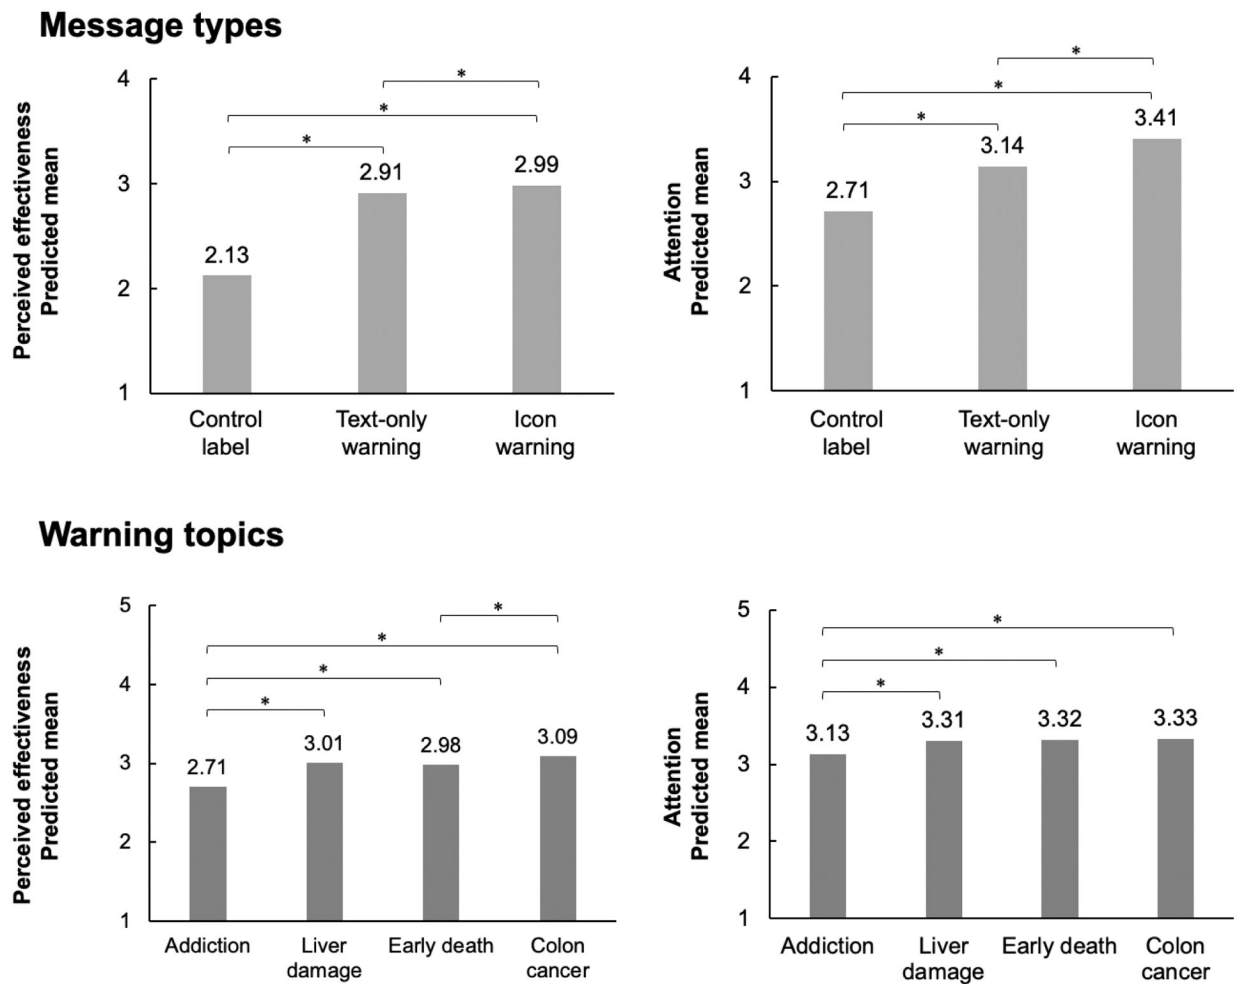 Message types
Perceived effectiveness
Predicted mean
4
3
2
1
*
*
*
2.13
2.91
2.99
Control
label
Text-only
warning
Icon
warning
Attention
Predicted mean
4
3
2
1
*
*
*
2.71
3.14
3.41
Control
label
Text-only
warning
Icon
warning
Warning topics
Perceived effectiveness
Predicted mean
5
4
3
2
1
*
*
*
*
2.71
3.01
2.98
3.09
Addiction
Liver
damage
Early death
Colon
cancer
Attention
Predicted mean
5
4
3
2
1
*
*
*
3.13
3.31
3.32
3.33
Addiction
Liver
damage
Early death
Colon
cancer